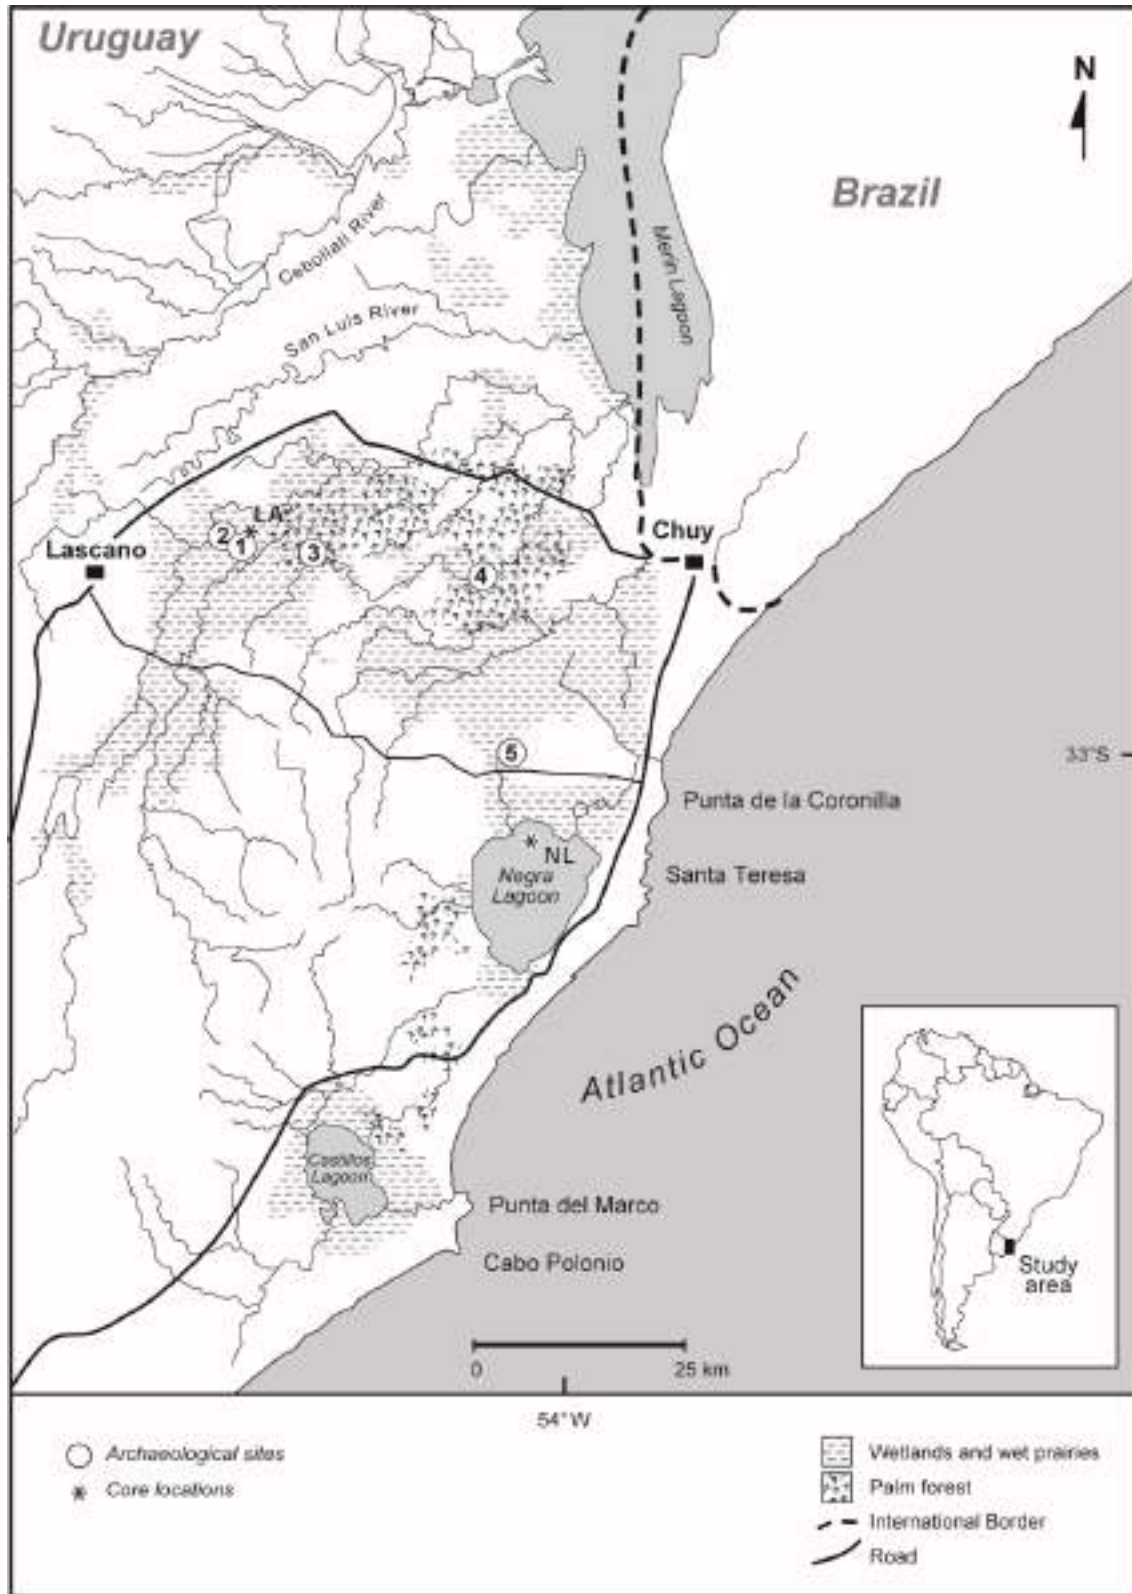 Uruguay
N
Brazil
Cebollati River
Merin Lagoon
San Luis River
LA
Chuy
2
1
3
Lascano
4
33°S
5
Punta de la Coronilla
NL
Negra
Lagoon
Santa Teresa
Atlantic Ocean
Castillos
Lagoon
Punta del Marco
Cabo Polonio
Study
area
0
25 km
54°W
Archaeological sites
Core locations
Wetlands and wet prairies
Palm forest
International Border
Road